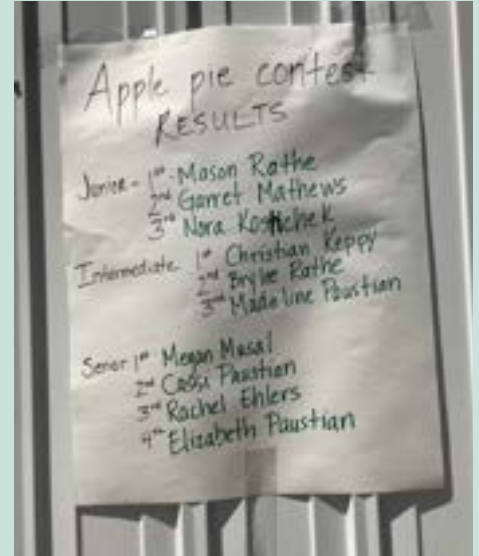 Apple pie contest
RESULTS
Junior - 1st - Mason Rathe
2nd Garret Mathews
3rd Nora Kostichek
Intermediate 1st Christian Keppy
2nd Brylie Rathe
3rd Madeline Paustian
Senor 1st Megan Masal
2nd Cassi Paustian
3rd Rachel Ehlers
4th Elizabeth Paustian